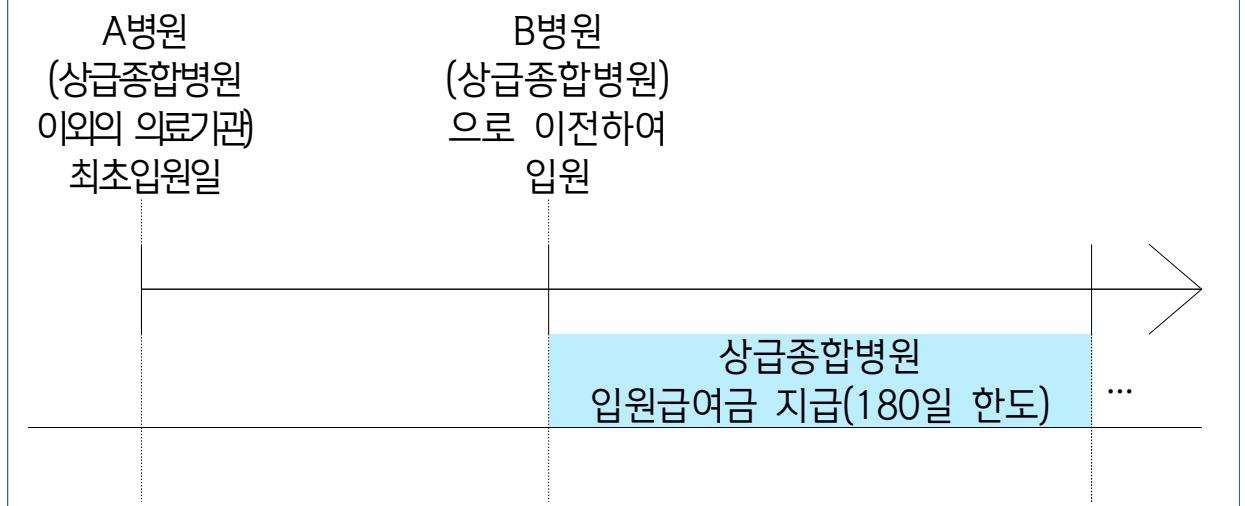 A병원
(상급종합병원
이외의 의료기관)
최초입원일
B병원
(상급종합병원)
으로 이전하여
입원
상급종합병원
입원급여금 지급(180일 한도)
...